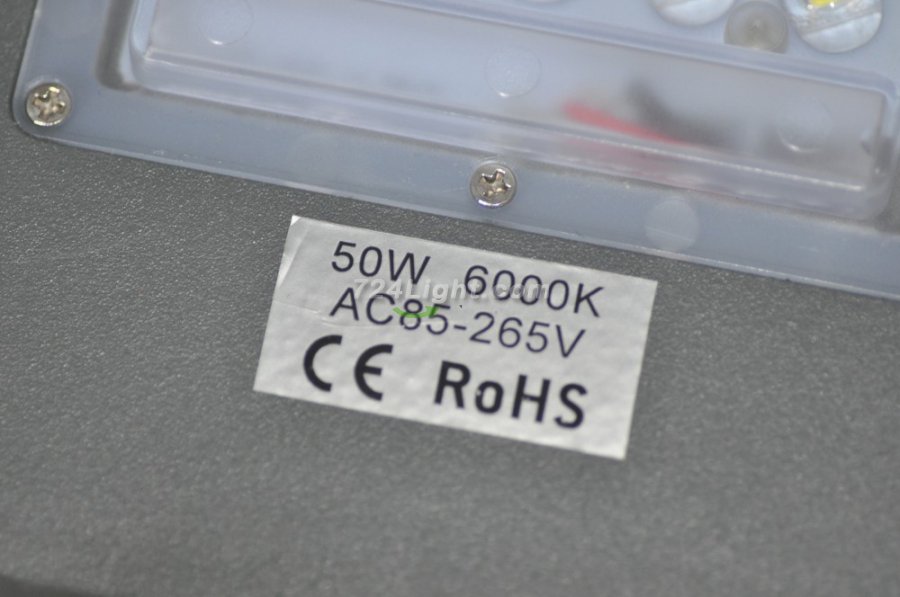 50W 6000K
724Light.com
AC85-265V
CE RoHS